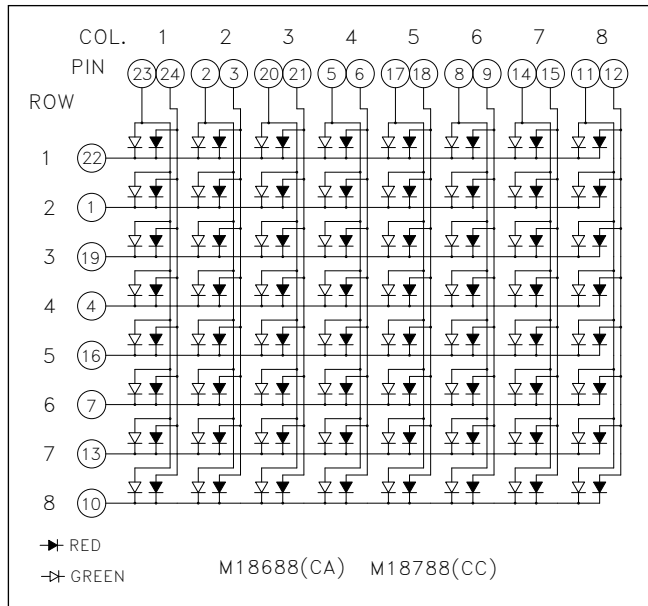 COL. 1 2 3 4 5 6 7 8
PIN 23 24 2 3 20 21 5 6 17 18 8 9 14 15 11 12
ROW
1 22
2 1
3 19
4 4
5 16
6 7
7 13
8 10
RED
GREEN
M18688(CA) M18788(CC)